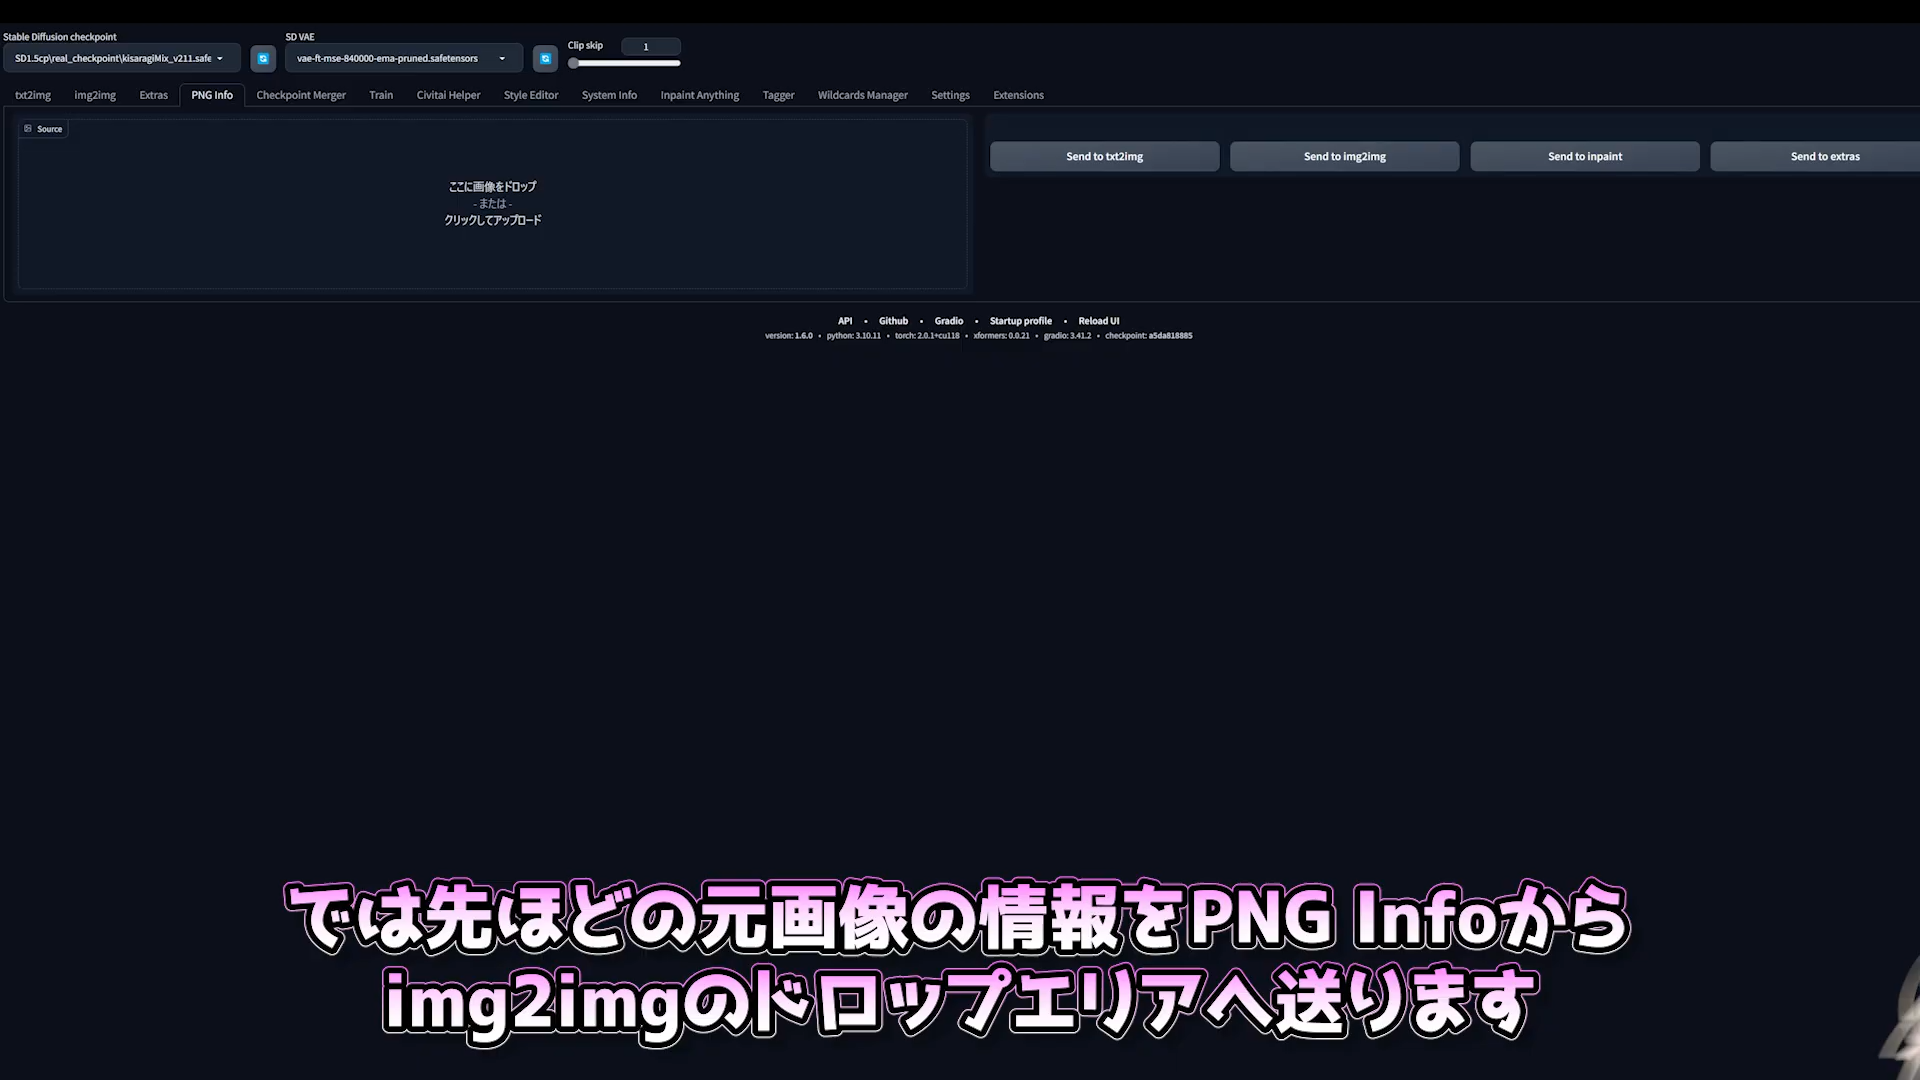 Stable Diffusion checkpoint
SD1.5cp\real_checkpoint\kisaragiMix_v211.safe
SD VAE
vae-ft-mse-840000-ema-pruned.safetensors
Clip skip
1
txt2img img2img Extras PNG Info Checkpoint Merger Train Civitai Helper Style Editor System Info Inpaint Anything Tagger Wildcards Manager Settings Extensions
Source
ここに画像をドロップ
- または -
クリックしてアップロード
Send to txt2img Send to img2img Send to inpaint Send to extras
API • Github • Gradio • Startup profile • Reload UI
version: 1.6.0 • python: 3.10.11 • torch: 2.0.1+cu118 • xformers: 0.0.21 • gradio: 3.41.2 • checkpoint: a5da818885
では先ほどの元画像の情報をPNG Infoから
img2imgのドロップエリアへ送ります